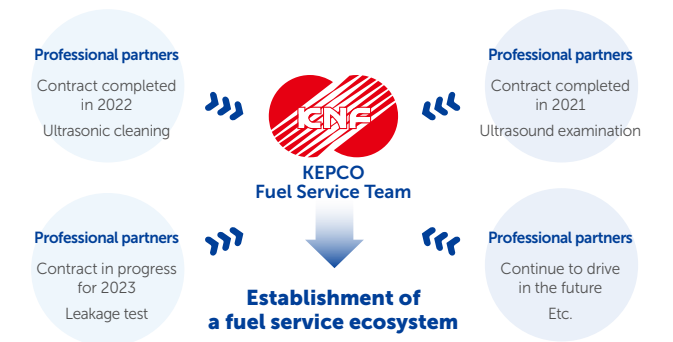 Professional partners
Contract completed
in 2022
Ultrasonic cleaning
KNF
KEPCO
Fuel Service Team
Professional partners
Contract completed
in 2021
Ultrasound examination
Professional partners
Contract in progress
for 2023
Leakage test
Establishment of
a fuel service ecosystem
Professional partners
Continue to drive
in the future
Etc.